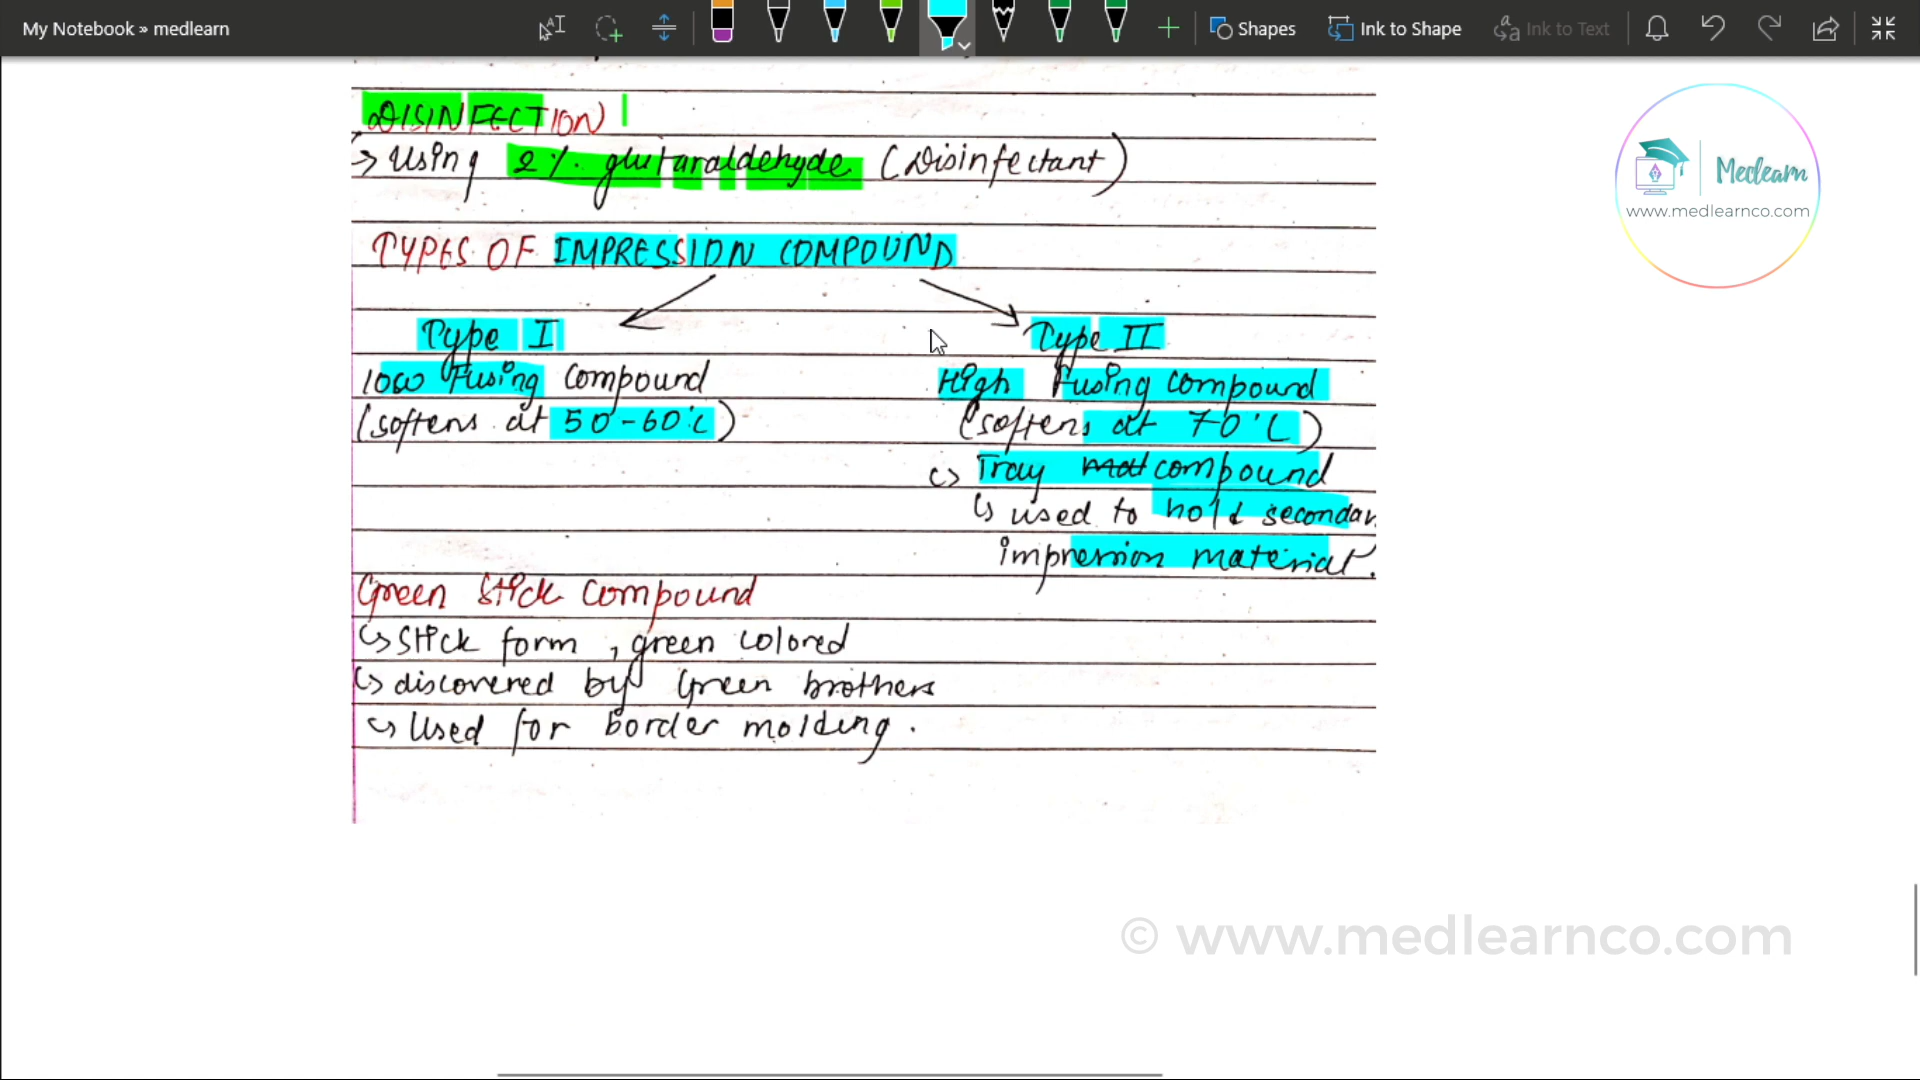 My Notebook » medlearn
Shapes
Ink to Shape
Ink to Text
DISINFECTION
→ Using 2% glutaraldehyde (Disinfectant)
TYPES OF IMPRESSION COMPOUND
Type I
Type II
low Fusing compound
High Fusing compound
(softens at 50-60°C)
(softens at 70°C)
↳ Tray compound
↳ used to hold secondar
impression material.
Green Stick Compound
↳ Stick form, green colored
↳ discovered by Green brothers
↳ Used for border molding.
Medlearn
www.medlearnco.com
© www.medlearnco.com